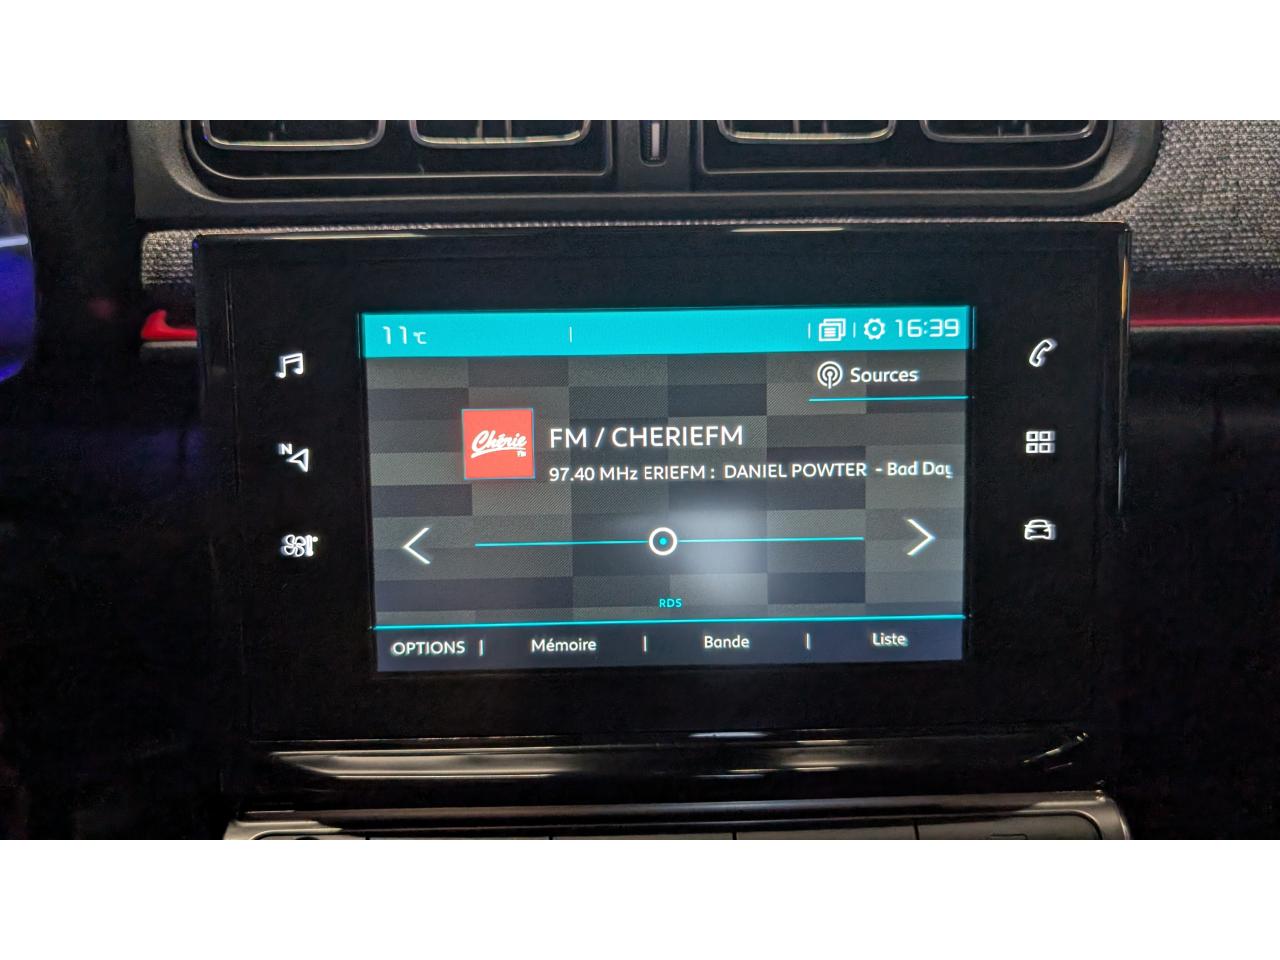 11°C
16:39
Sources
Chérie FM
FM / CHERIEFM
97.40 MHz ERIEFM : DANIEL POWTER - Bad Day
N
RDS
OPTIONS | Mémoire | Bande | Liste